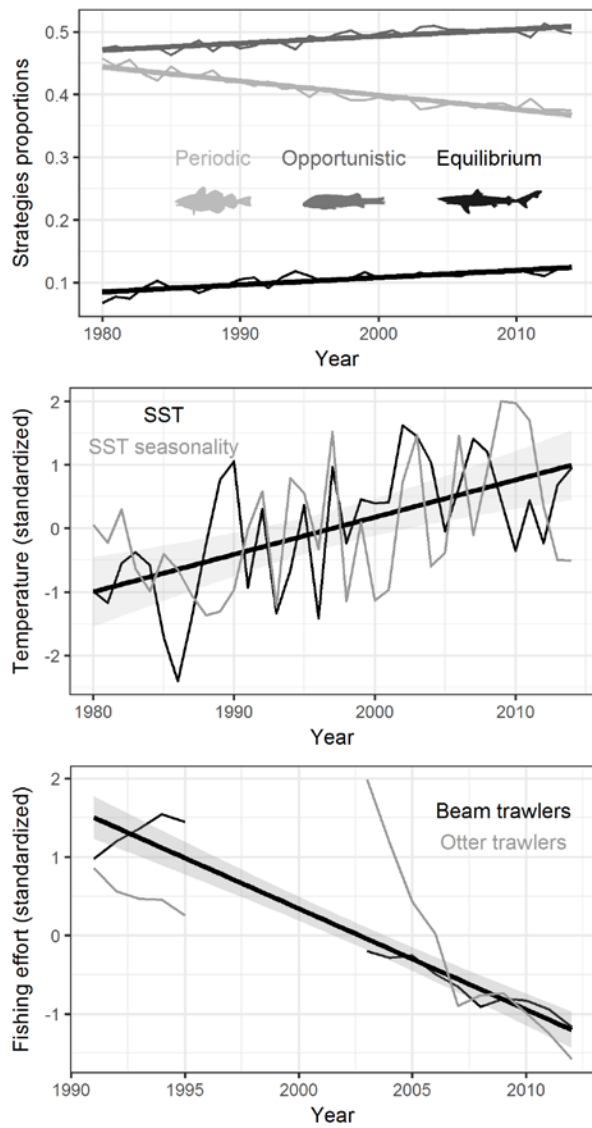 Strategies proportions
0.5
0.4
0.3
0.2
0.1
Periodic Opportunistic Equilibrium
1980 1990 2000 2010
Year
Temperature (standardized)
2
1
0
-1
-2
SST
SST seasonality
1980 1990 2000 2010
Year
Fishing effort (standardized)
2
1
0
-1
Beam trawlers
Otter trawlers
1990 1995 2000 2005 2010
Year